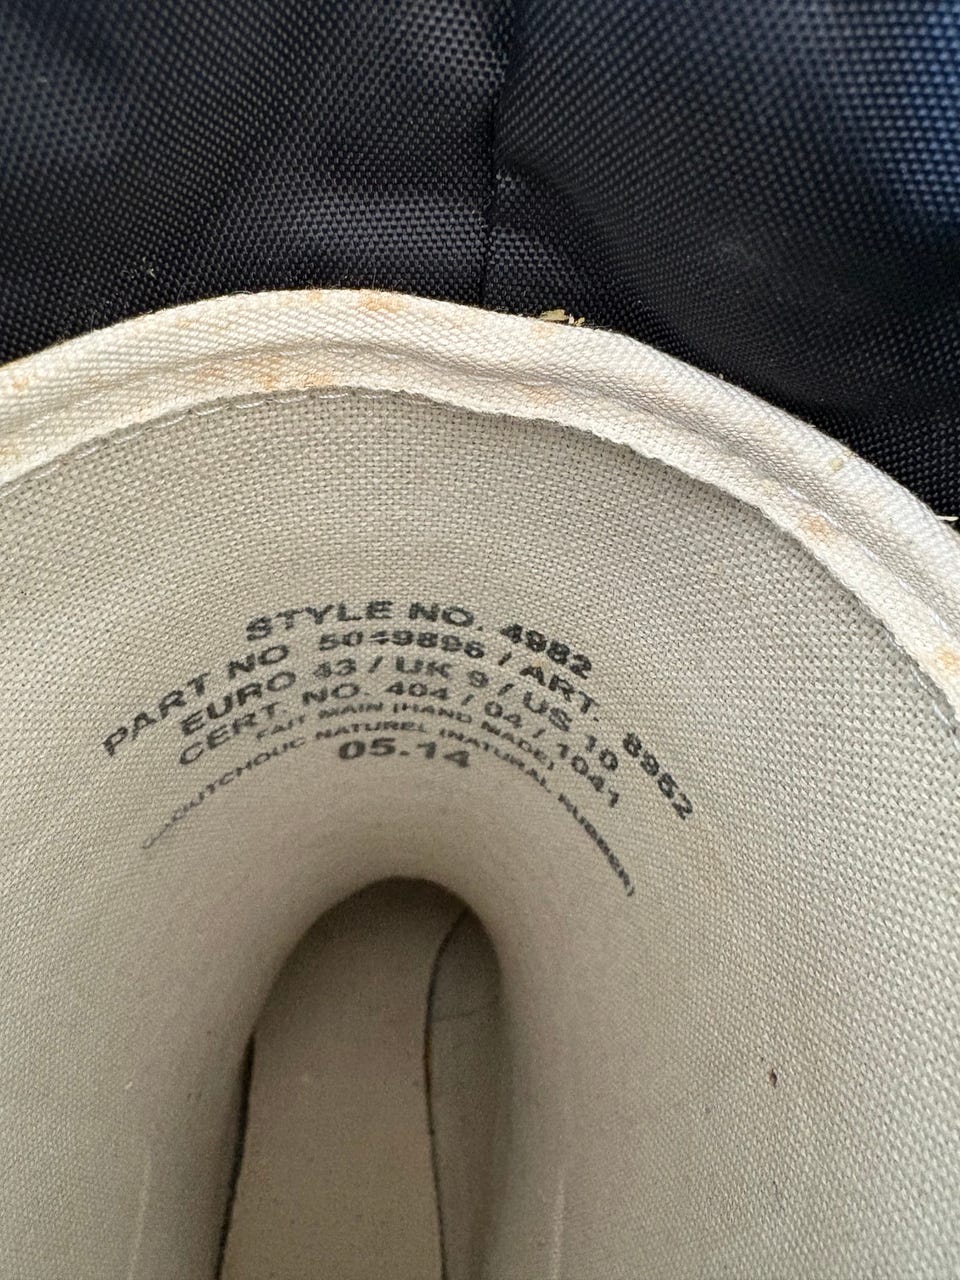 STYLE NO. 4982
PART NO 5049896 / ART. 8952
EURO 43 / UK 9 / US 10
CERT. NO. 404 / 04 / 1041
FAIT MAIN (HAND MADE)
CAOUTCHOUC NATUREL (NATURAL RUBBER)
05.14